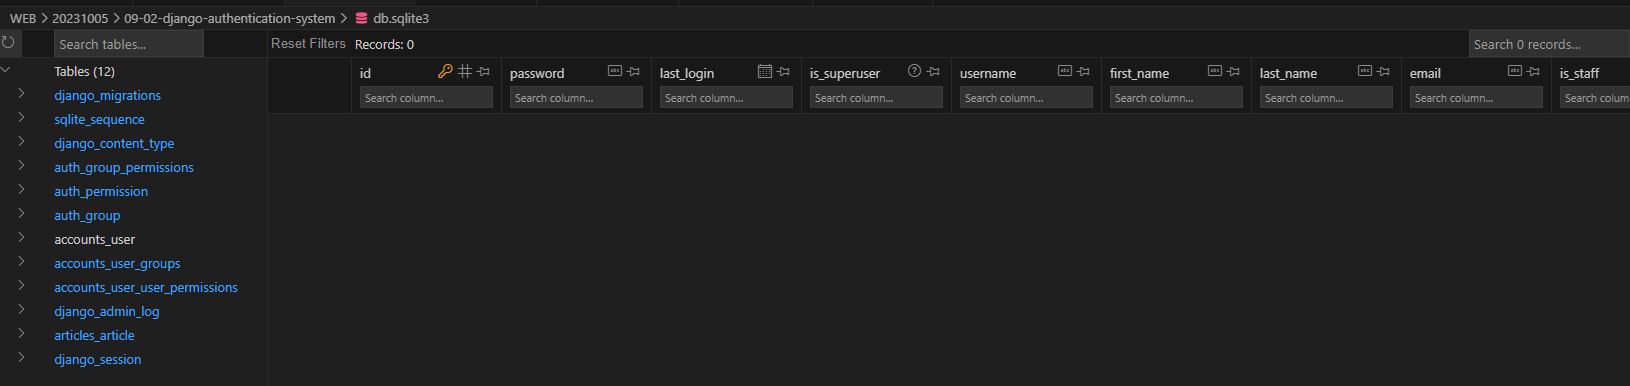 WEB > 20231005 > 09-02-django-authentication-system > db.sqlite3
Search tables... Reset Filters Records: 0 Search 0 records...
Tables (12)
id password last_login is_superuser username first_name last_name email is_staff
Search column... Search column... Search column... Search column... Search column... Search column... Search column... Search column... Search colum
django_migrations
sqlite_sequence
django_content_type
auth_group_permissions
auth_permission
auth_group
accounts_user
accounts_user_groups
accounts_user_user_permissions
django_admin_log
articles_article
django_session